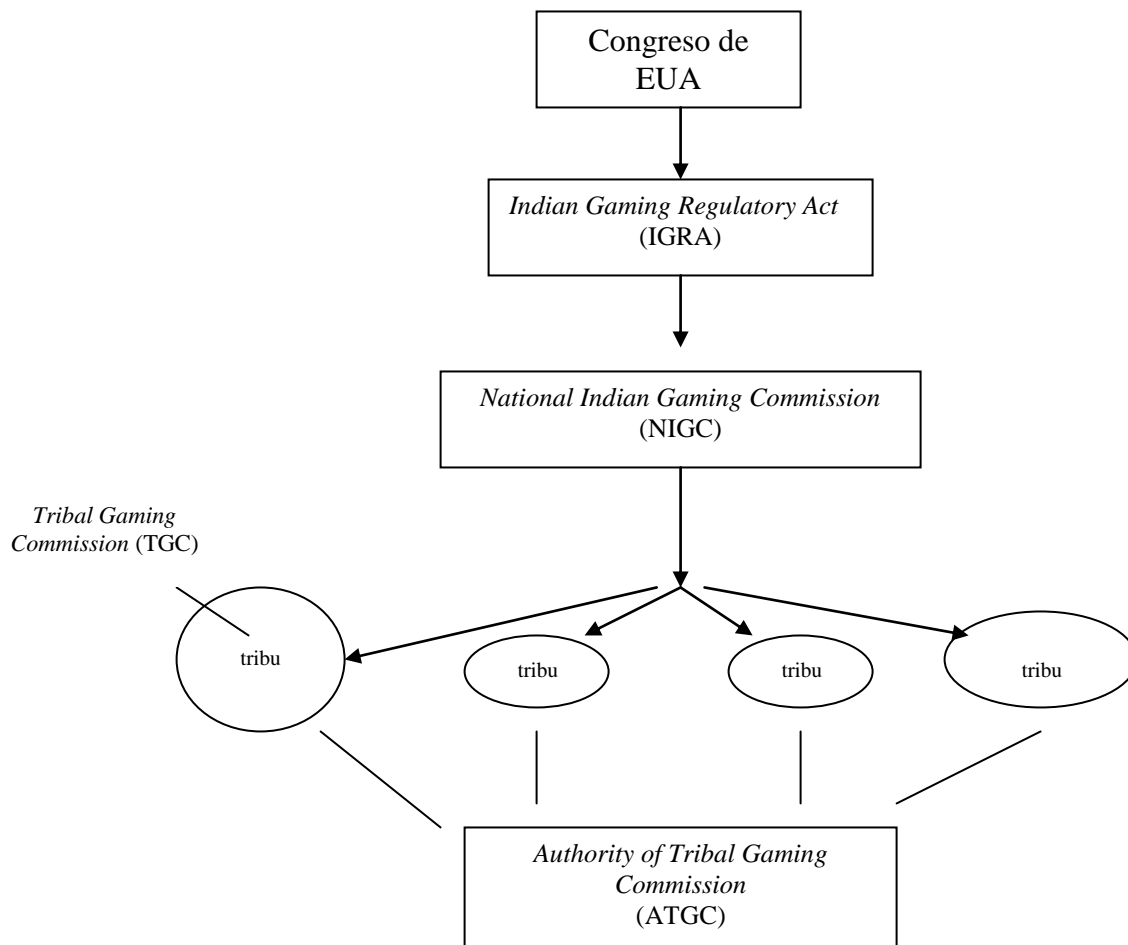 Congreso de
EUA
Indian Gaming Regulatory Act
(IGRA)
National Indian Gaming Commission
(NIGC)
Tribal Gaming
Commission (TGC)
tribu
tribu
tribu
tribu
Authority of Tribal Gaming
Commission
(ATGC)